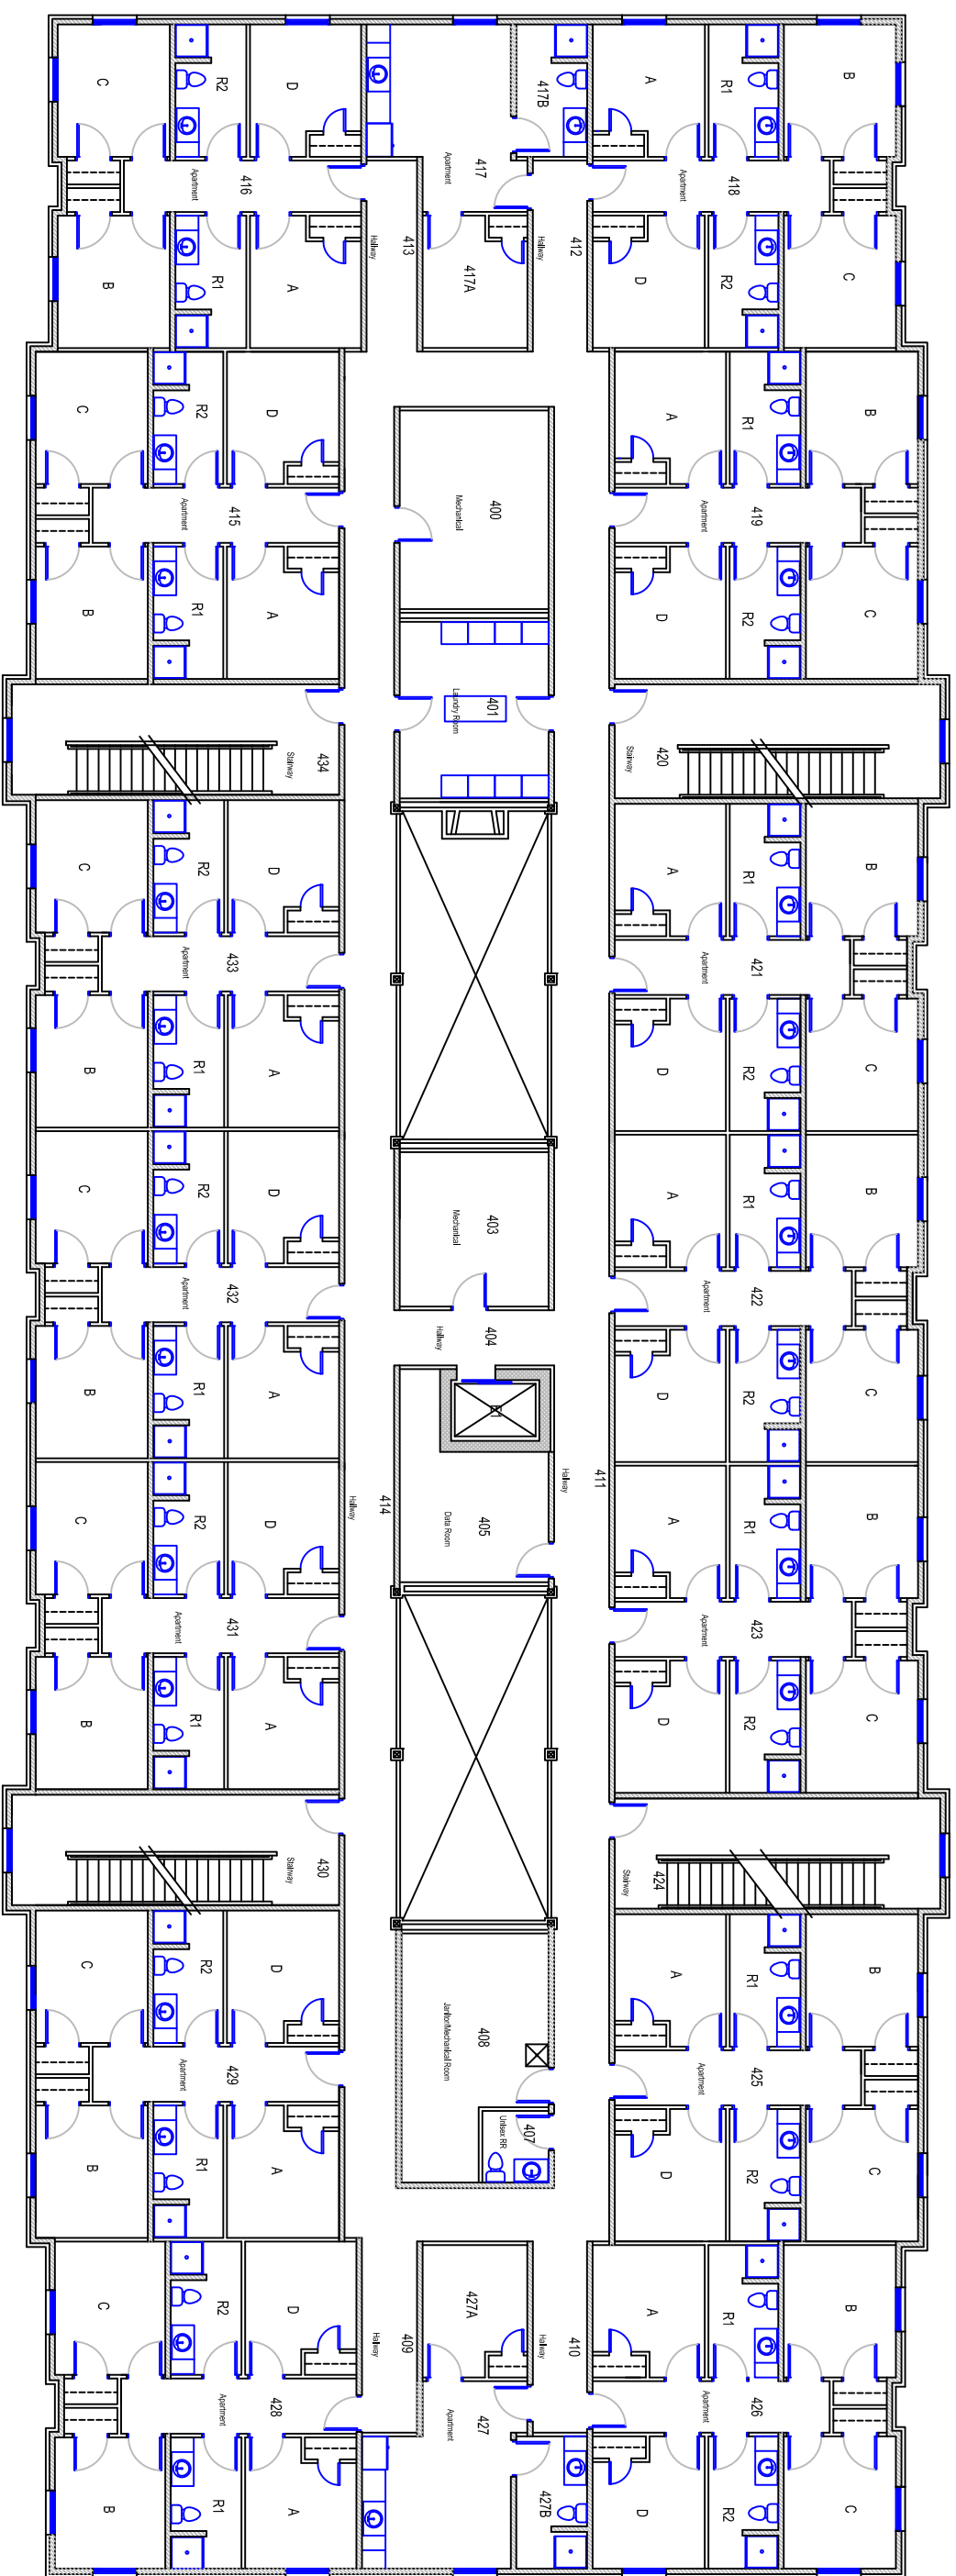 B
C
R1
R2
418
Apartment
A
D
B
C
R1
R2
419
Apartment
A
D
420
Stairway
B
C
R1
R2
421
Apartment
A
D
B
C
R1
R2
422
Apartment
A
D
B
C
R1
R2
423
Apartment
A
D
424
Stairway
B
C
R1
R2
425
Apartment
A
D
B
C
R1
R2
426
Apartment
A
D
412
Hallway
411
Hallway
410
Hallway
417B
417
Apartment
417A
400
Mechanical
401
Laundry Room
403
Mechanical
404
Hallway
E1
405
Data Room
408
Janitor/Mechanical Room
407
Unisex RR
427A
427
Apartment
427B
413
Hallway
414
Hallway
409
Hallway
D
A
416
Apartment
R2
R1
C
B
D
A
415
Apartment
R2
R1
C
B
434
Stairway
D
A
433
Apartment
R2
R1
C
B
D
A
432
Apartment
R2
R1
C
B
D
A
431
Apartment
R2
R1
C
B
430
Stairway
D
A
429
Apartment
R2
R1
C
B
D
A
428
Apartment
R2
R1
C
B